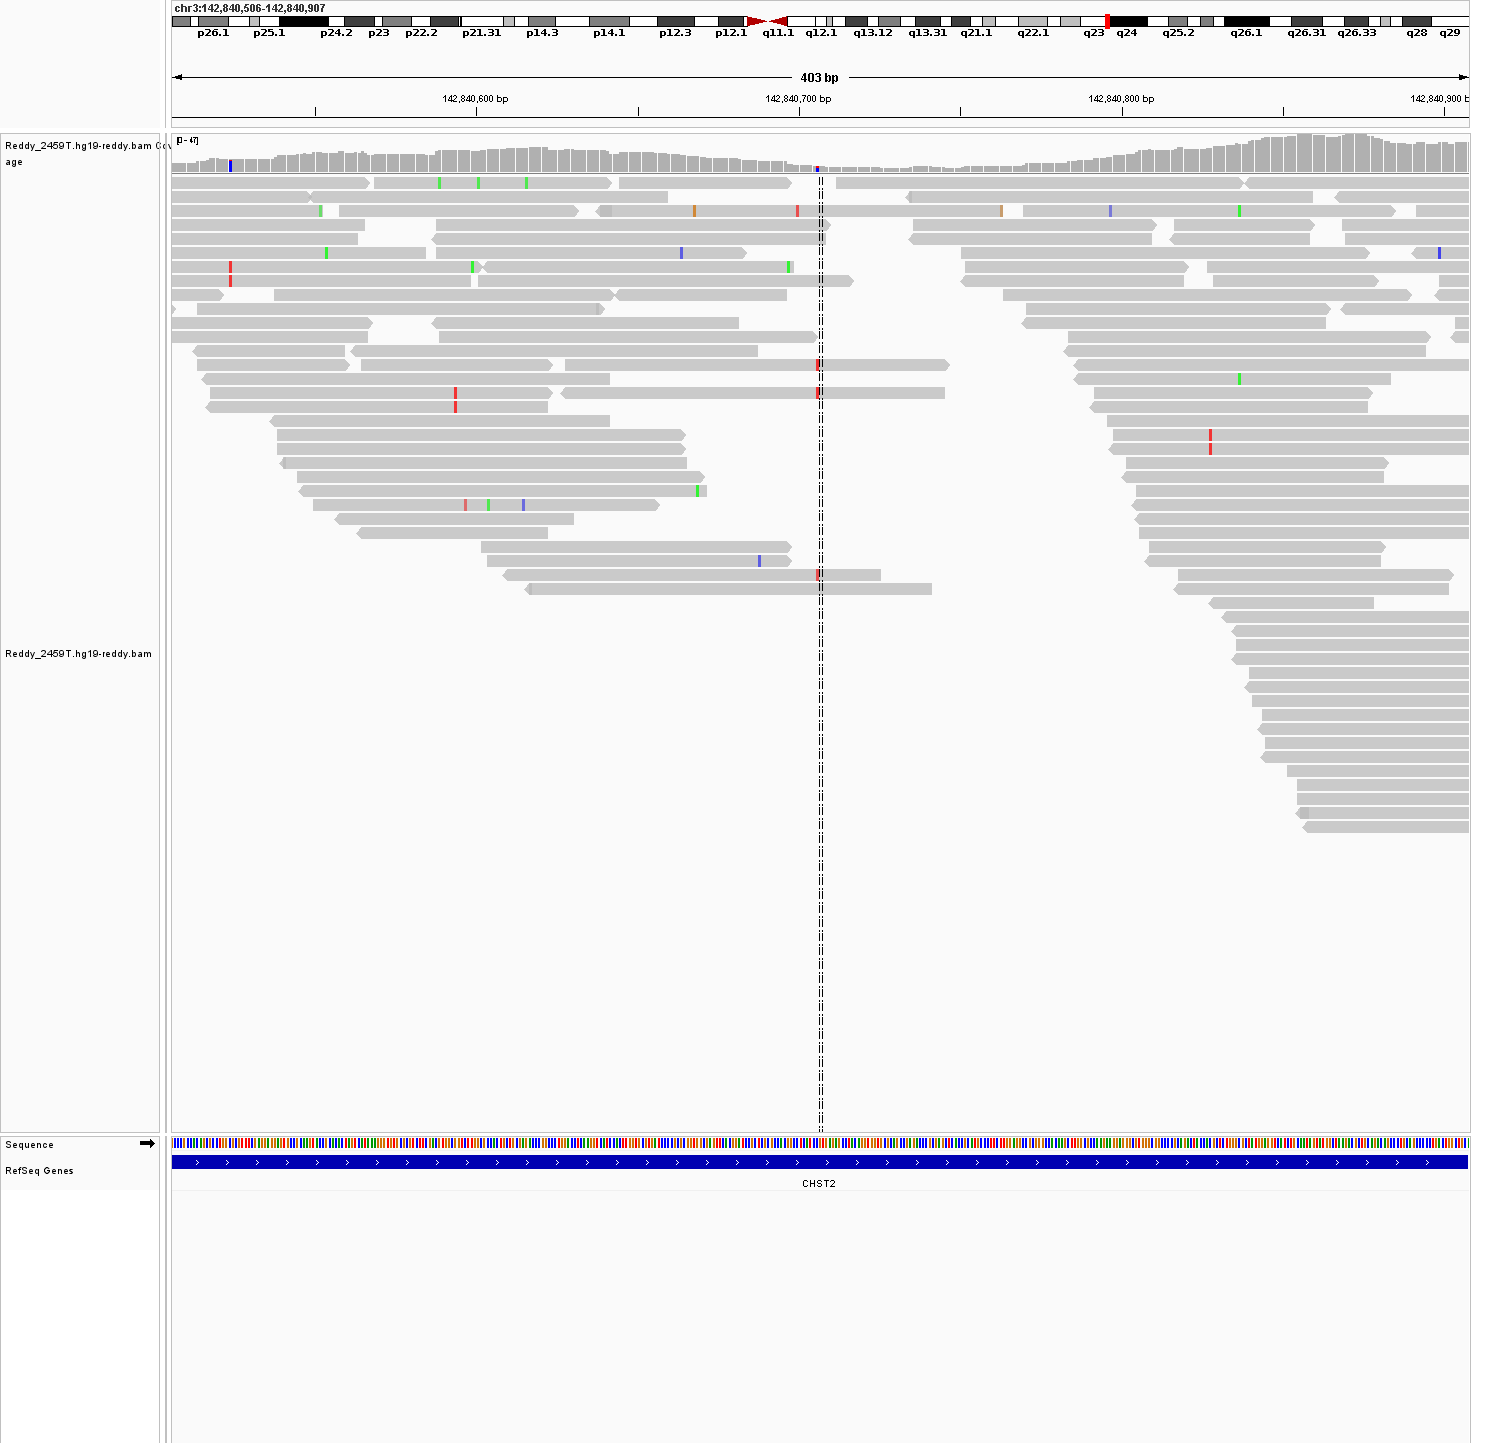 chr3:142,840,506-142,840,907
p26.1 p25.1 p24.2 p23 p22.2 p21.31 p14.3 p14.1 p12.3 p12.1 q11.1 q12.1 q13.12 q13.31 q21.1 q22.1 q23 q24 q25.2 q26.1 q26.31 q26.33 q28 q29
403 bp
142,840,600 bp 142,840,700 bp 142,840,800 bp 142,840,900 b
Reddy_2459T.hg19-reddy.bam Cov
age
[0 - 47]
Reddy_2459T.hg19-reddy.bam
Sequence
RefSeq Genes
CHST2